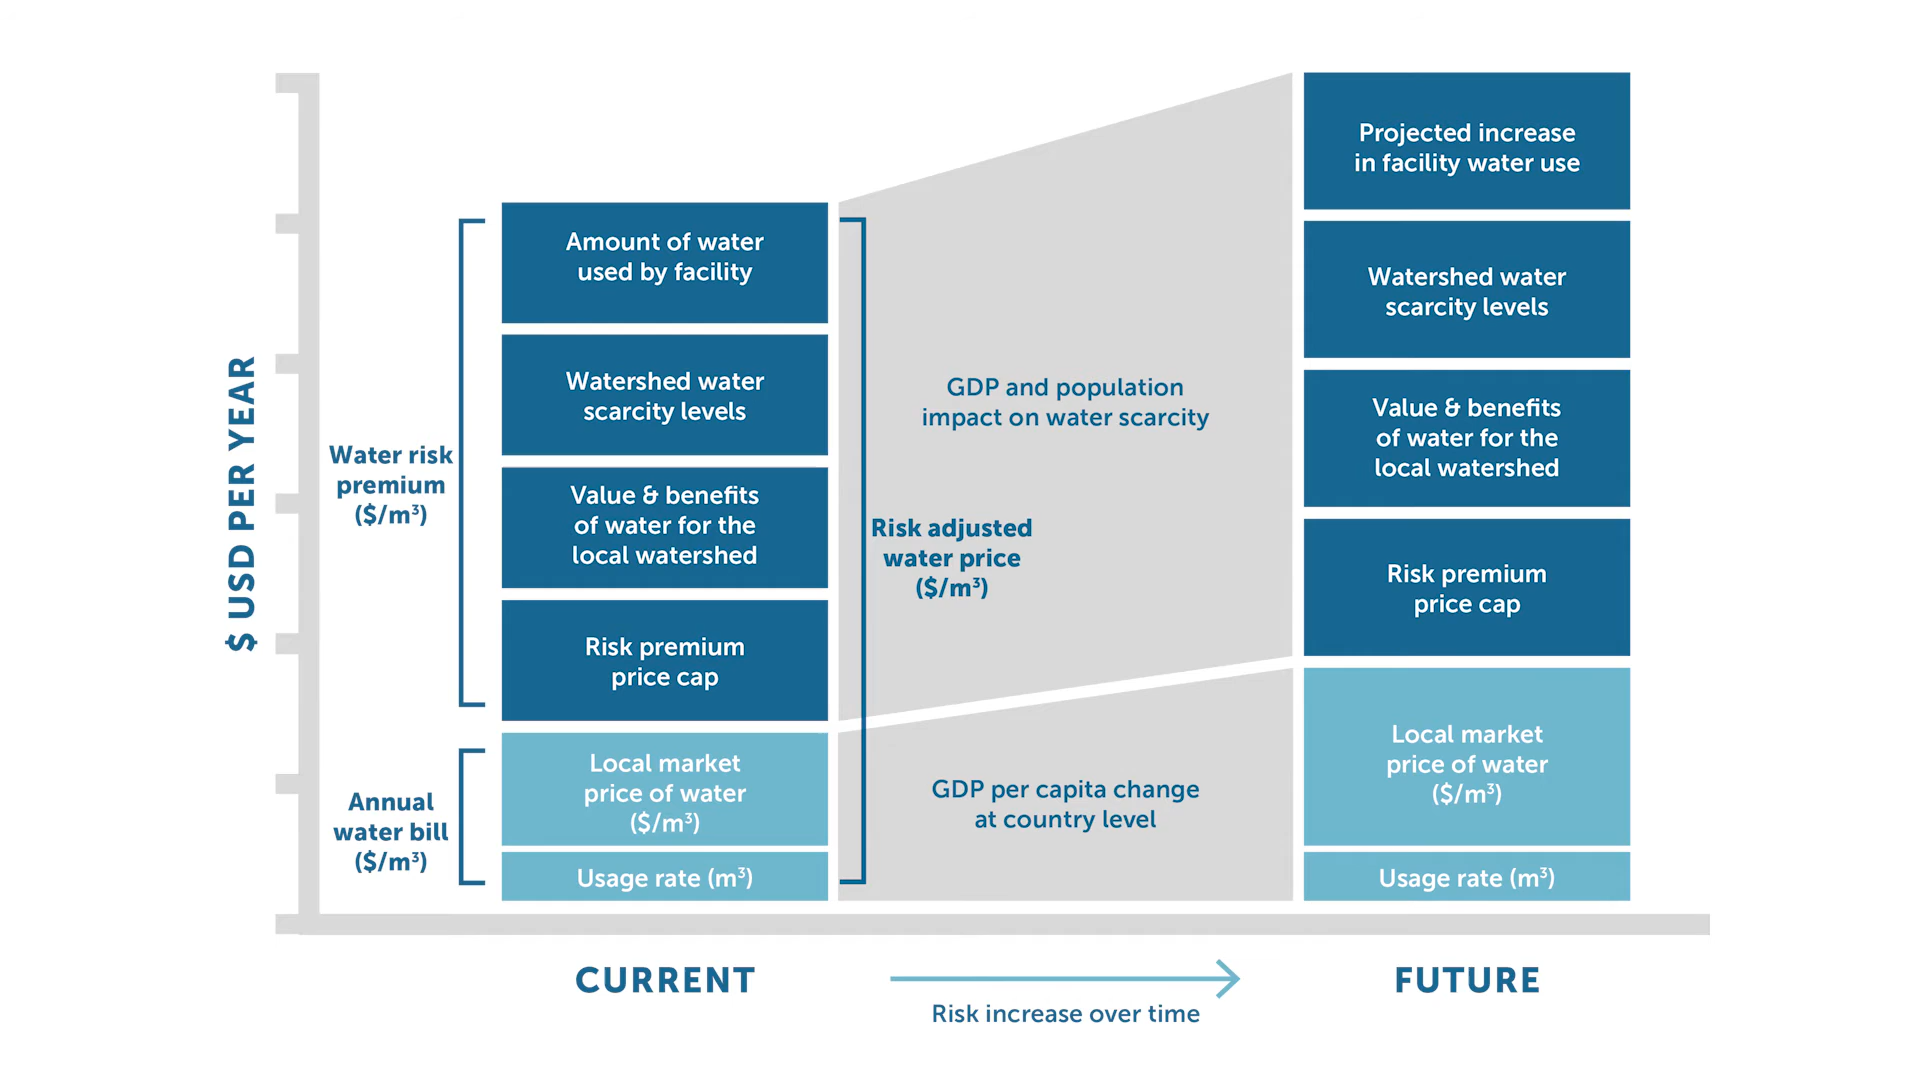 $ USD PER YEAR
Water risk
premium
($/m³)
Annual
water bill
($/m³)
Amount of water
used by facility
Watershed water
scarcity levels
Value & benefits
of water for the
local watershed
Risk premium
price cap
Local market
price of water
($/m³)
Usage rate (m³)
GDP and population
impact on water scarcity
Risk adjusted
water price
($/m³)
GDP per capita change
at country level
Projected increase
in facility water use
Watershed water
scarcity levels
Value & benefits
of water for the
local watershed
Risk premium
price cap
Local market
price of water
($/m³)
Usage rate (m³)
CURRENT
Risk increase over time
FUTURE